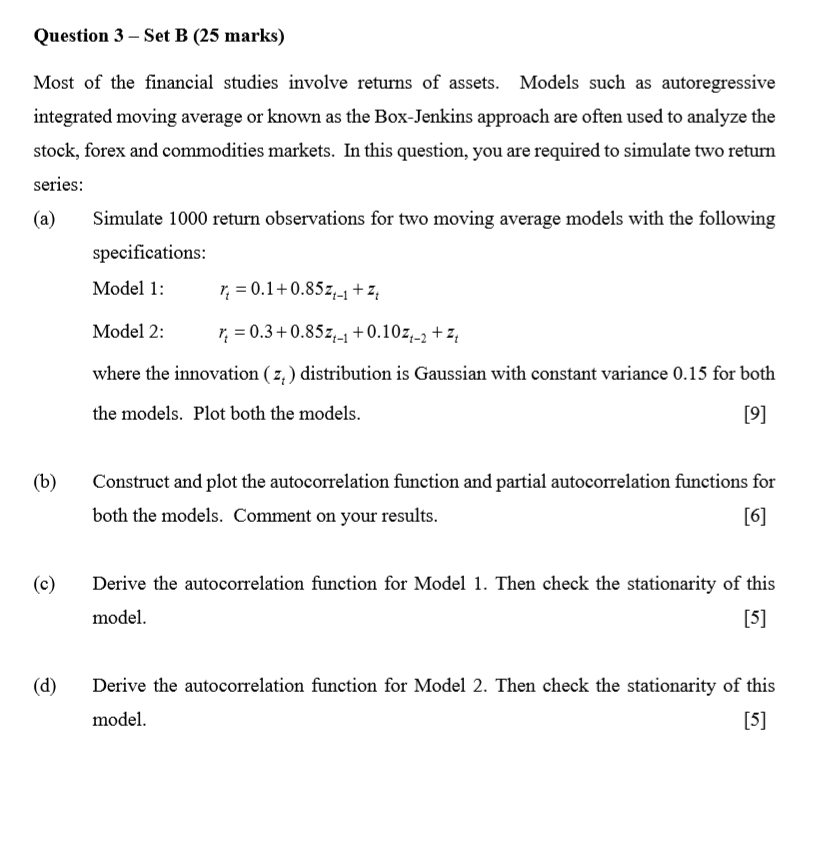 Question 3 – Set B (25 marks)
Most of the financial studies involve returns of assets. Models such as autoregressive
integrated moving average or known as the Box-Jenkins approach are often used to analyze the
stock, forex and commodities markets. In this question, you are required to simulate two return
series:
(a) Simulate 1000 return observations for two moving average models with the following
specifications:
Model 1: r_t = 0.1 + 0.85z_{t−1} + z_t
Model 2: r_t = 0.3 + 0.85z_{t−1} + 0.10z_{t−2} + z_t
where the innovation ( z_t ) distribution is Gaussian with constant variance 0.15 for both
the models. Plot both the models. [9]
(b) Construct and plot the autocorrelation function and partial autocorrelation functions for
both the models. Comment on your results. [6]
(c) Derive the autocorrelation function for Model 1. Then check the stationarity of this
model. [5]
(d) Derive the autocorrelation function for Model 2. Then check the stationarity of this
model. [5]